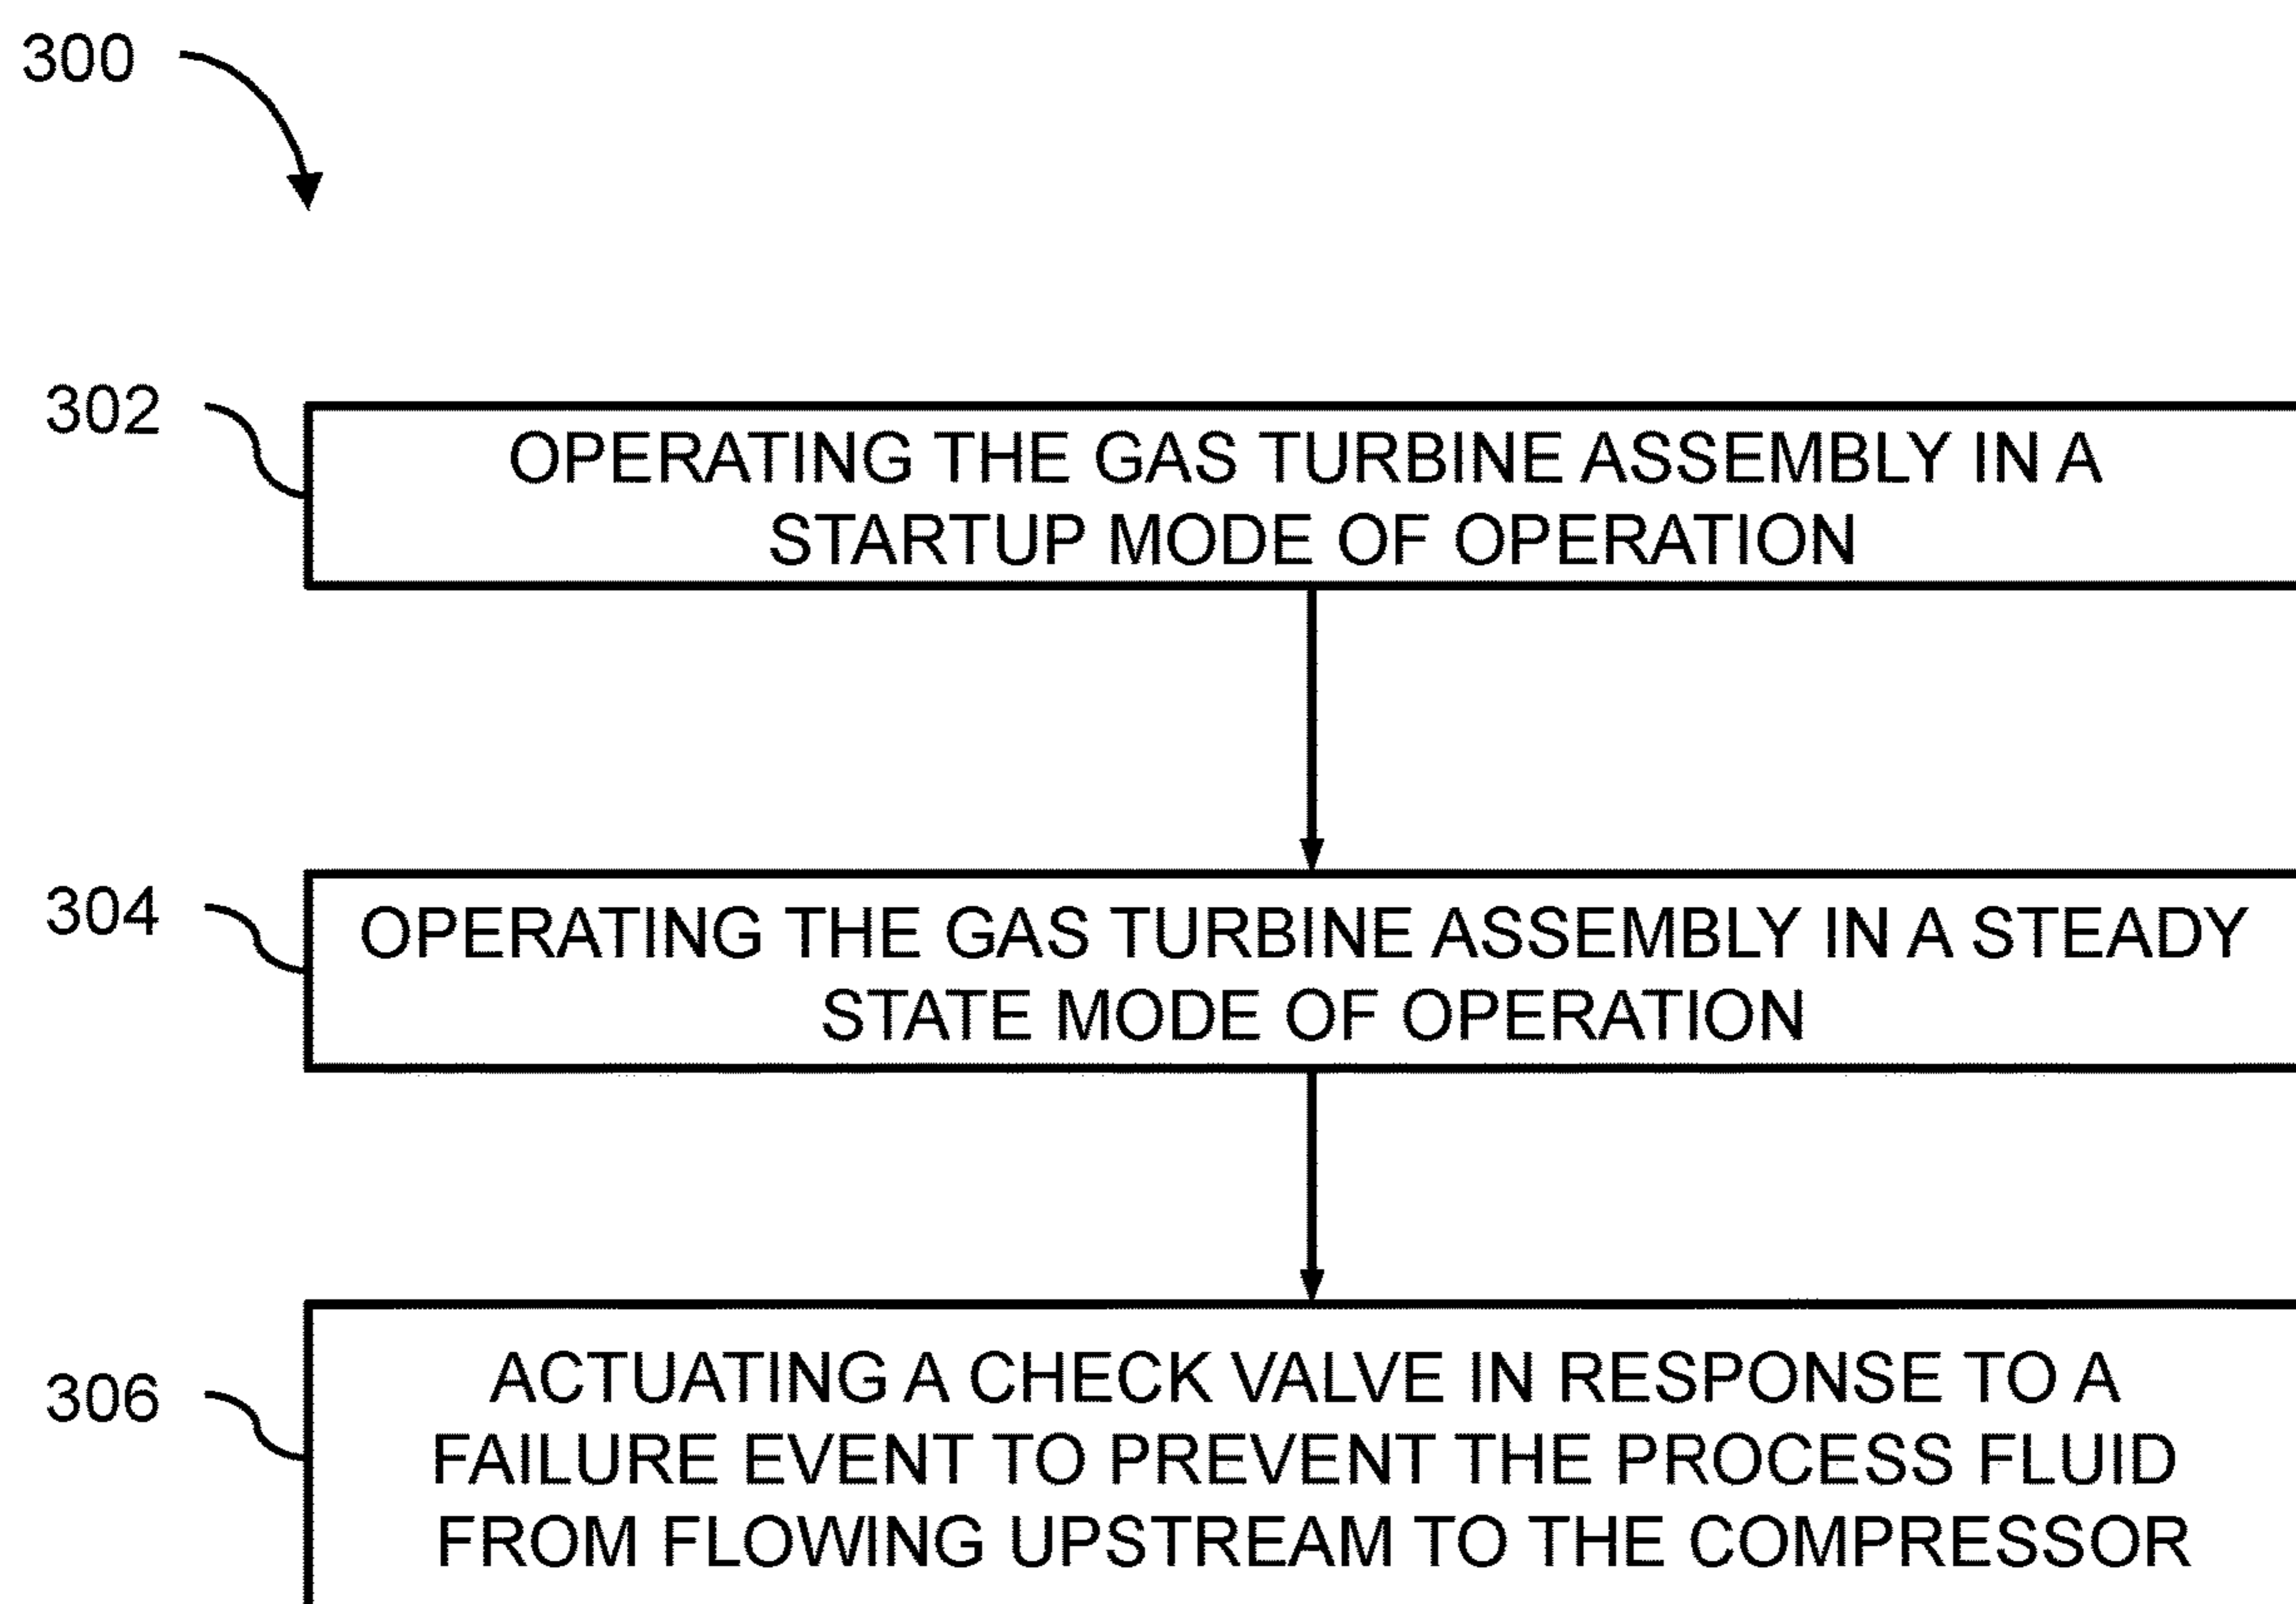 300
302
OPERATING THE GAS TURBINE ASSEMBLY IN A
STARTUP MODE OF OPERATION
304
OPERATING THE GAS TURBINE ASSEMBLY IN A STEADY
STATE MODE OF OPERATION
306
ACTUATING A CHECK VALVE IN RESPONSE TO A
FAILURE EVENT TO PREVENT THE PROCESS FLUID
FROM FLOWING UPSTREAM TO THE COMPRESSOR